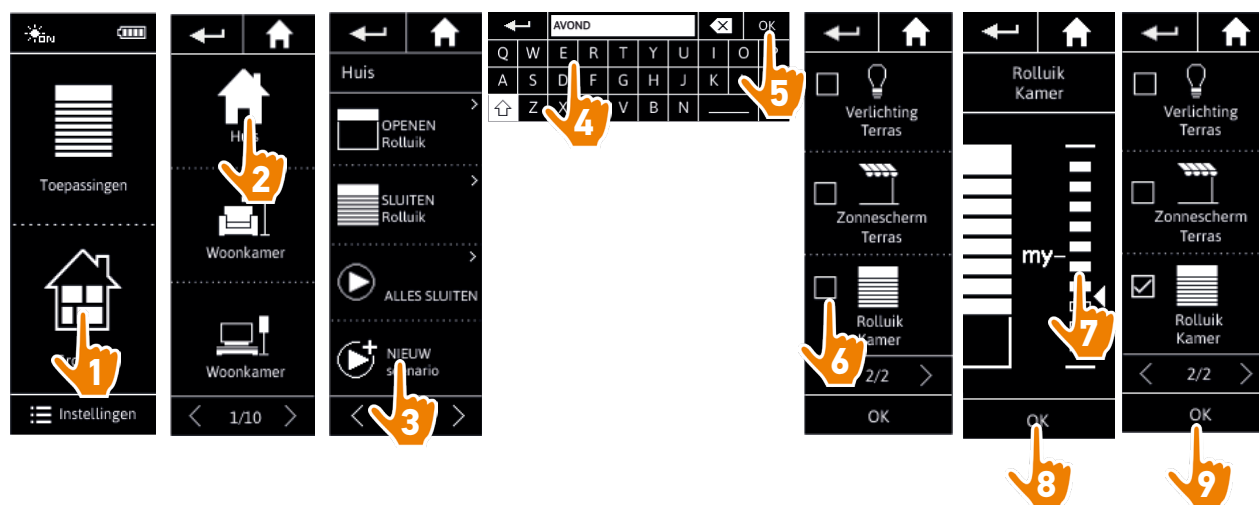 ON
Toepassingen
1
Instellingen
Huis
2
Woonkamer
Woonkamer
1/10
Huis
OPENEN
Rolluik
SLUITEN
Rolluik
ALLES SLUITEN
NIEUW
scenario
3
AVOND
OK
Q W E R T Y U I O P
A S D F G H J K
Z X V B N
4
5
Verlichting
Terras
Zonnescherm
Terras
Rolluik
Kamer
6
2/2
OK
Rolluik
Kamer
my
7
OK
8
Verlichting
Terras
Zonnescherm
Terras
Rolluik
Kamer
2/2
OK
9